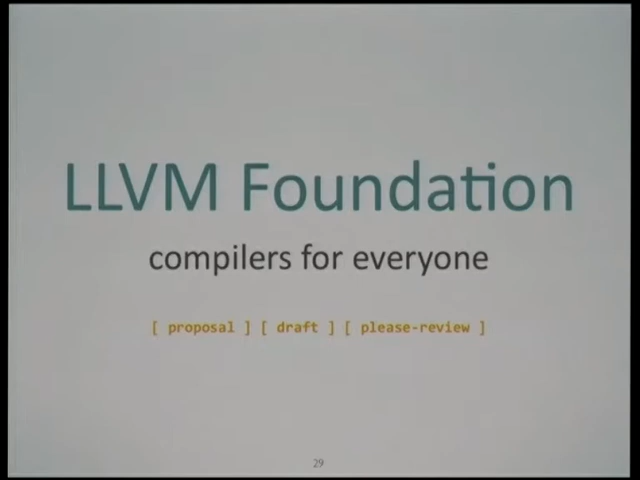 LLVM Foundation
compilers for everyone
[ proposal ] [ draft ] [ please-review ]
29